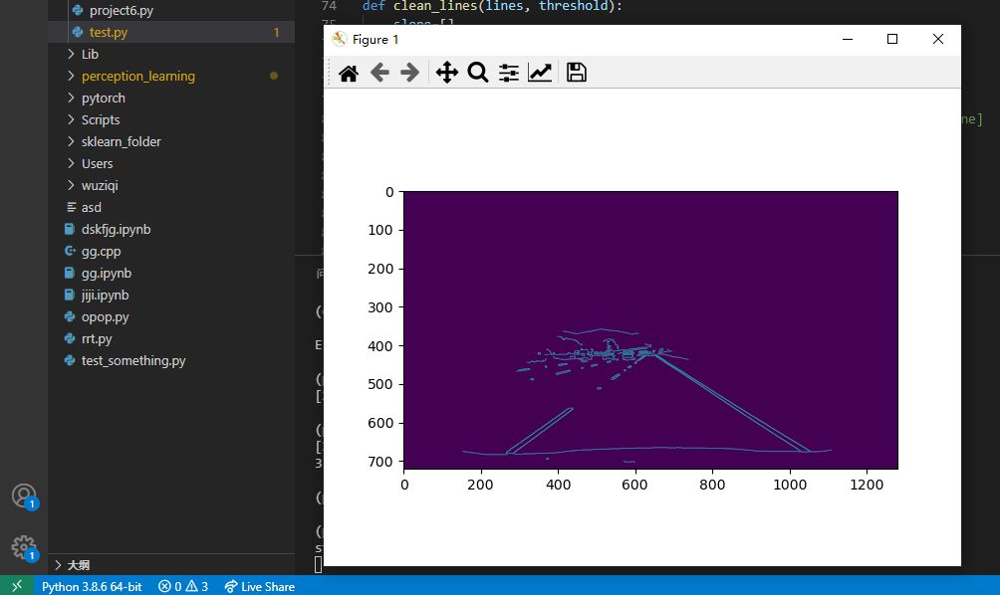 project6.py
test.py 1
Lib
perception_learning
pytorch
Scripts
sklearn_folder
Users
wuziqi
asd
dskfjg.ipynb
gg.cpp
gg.ipynb
jiji.ipynb
opop.py
rrt.py
test_something.py
大纲
74 def clean_lines(lines, threshold):
Figure 1
ne]
0
100
200
300
400
500
600
700
0 200 400 600 800 1000 1200
1
1
Python 3.8.6 64-bit 0 3 Live Share